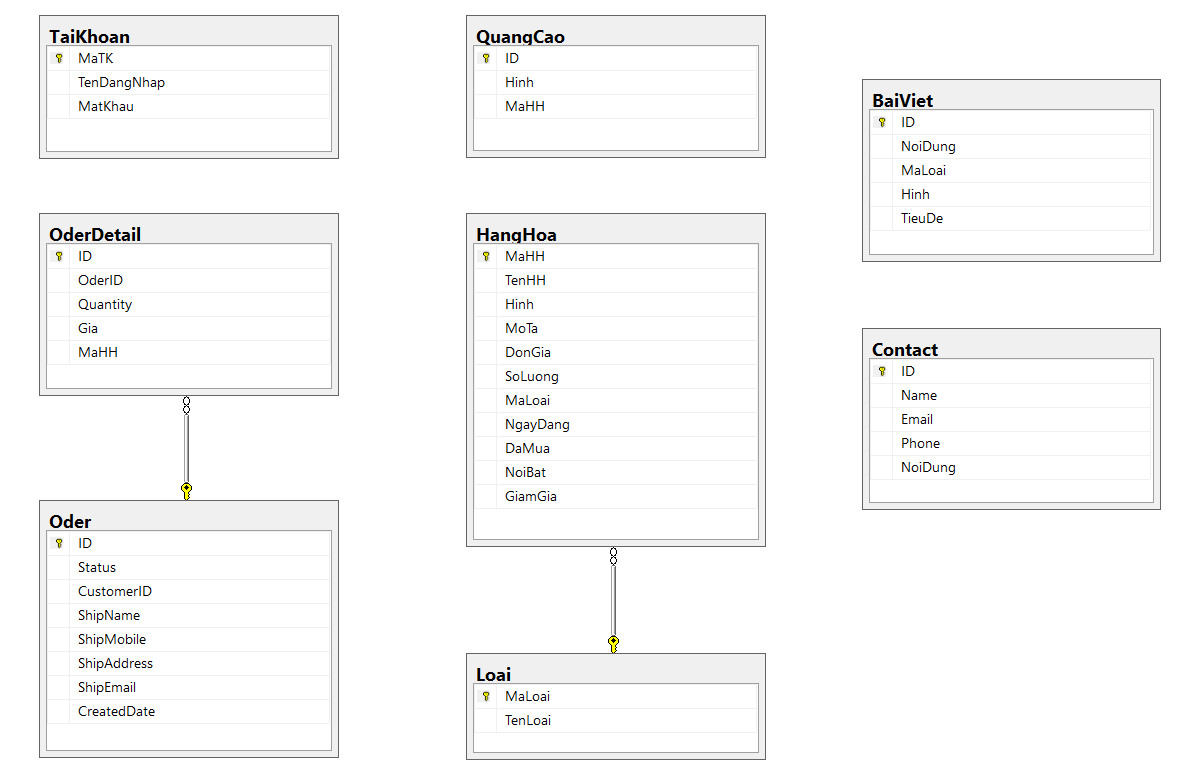 TaiKhoan
MaTK
TenDangNhap
MatKhau
QuangCao
ID
Hinh
MaHH
BaiViet
ID
NoiDung
MaLoai
Hinh
TieuDe
OderDetail
ID
OderID
Quantity
Gia
MaHH
HangHoa
MaHH
TenHH
Hinh
MoTa
DonGia
SoLuong
MaLoai
NgayDang
DaMua
NoiBat
GiamGia
Contact
ID
Name
Email
Phone
NoiDung
Oder
ID
Status
CustomerID
ShipName
ShipMobile
ShipAddress
ShipEmail
CreatedDate
Loai
MaLoai
TenLoai